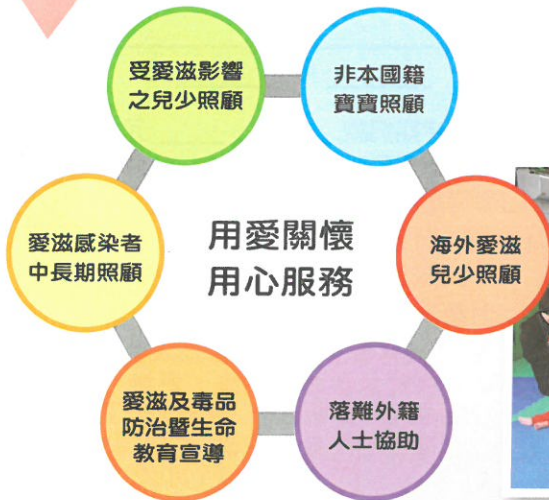 受愛滋影響
之兒少照顧
非本國籍
寶寶照顧
愛滋感染者
中長期照顧
用愛關懷
用心服務
海外愛滋
兒少照顧
愛滋及毒品
防治暨生命
教育宣導
落難外籍
人士協助